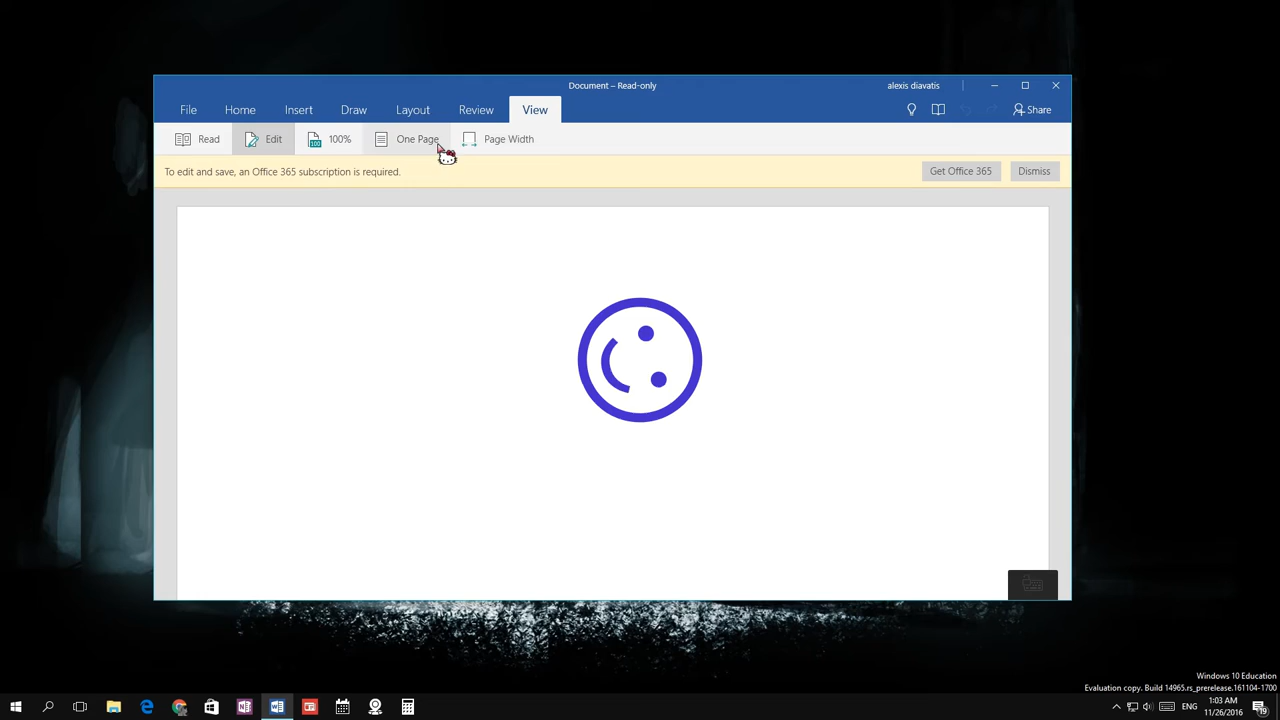 Document – Read-only
alexis diavatis
File Home Insert Draw Layout Review View
Share
Read Edit 100% One Page Page Width
100
To edit and save, an Office 365 subscription is required.
Get Office 365 Dismiss
Windows 10 Education
Evaluation copy. Build 14965.rs_prerelease.161104-1700
ENG
1:03 AM
11/26/2016
19